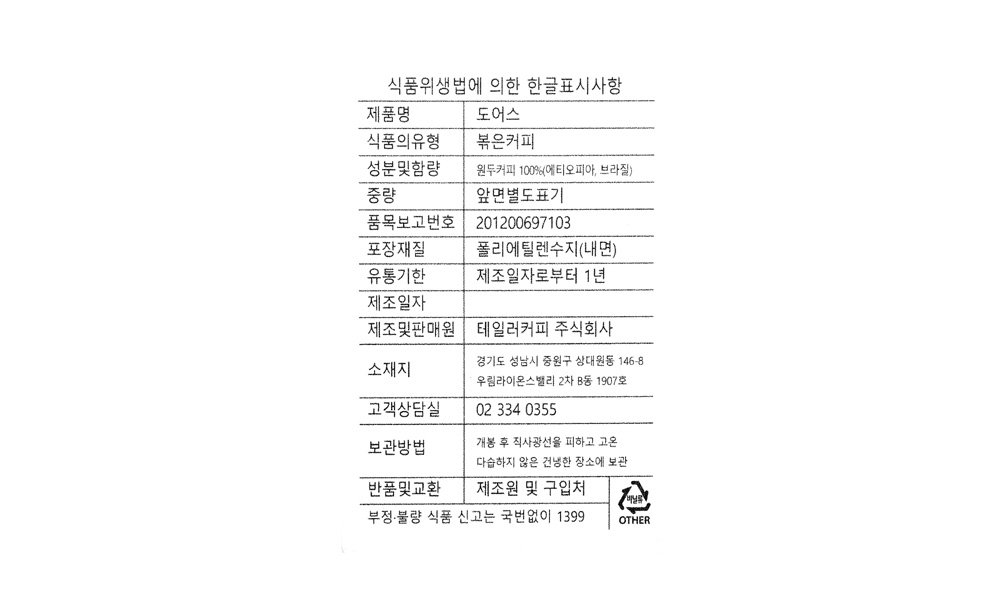 식품위생법에 의한 한글표시사항
제품명 도어스
식품의유형 볶은커피
성분및함량 원두커피 100%(에티오피아, 브라질)
중량 앞면별도표기
품목보고번호 201200697103
포장재질 폴리에틸렌수지(내면)
유통기한 제조일자로부터 1년
제조일자
제조및판매원 테일러커피 주식회사
소재지 경기도 성남시 중원구 상대원동 146-8
우림라이온스밸리 2차 B동 1907호
고객상담실 02 334 0355
보관방법 개봉 후 직사광선을 피하고 고온
다습하지 않은 건냉한 장소에 보관
반품및교환 제조원 및 구입처
비닐류
OTHER
부정·불량 식품 신고는 국번없이 1399